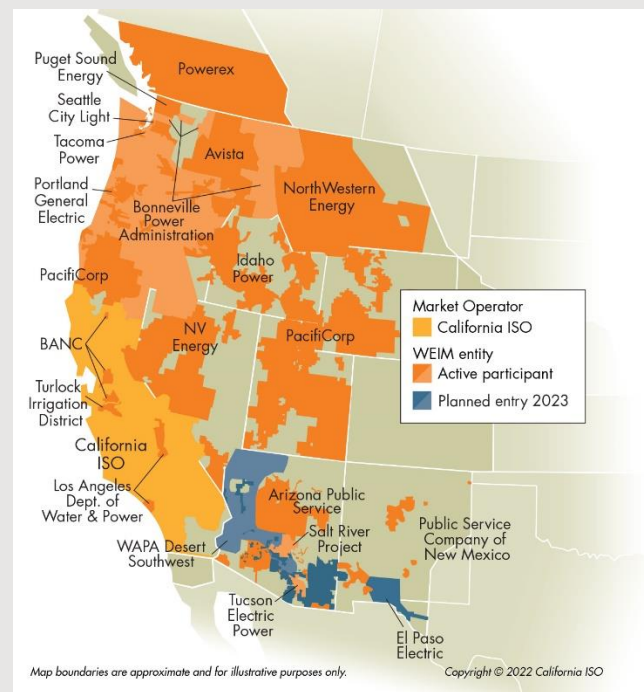 Puget Sound
Energy
Powerex
Seattle
City Light
Tacoma
Power
Avista
Portland
General
Electric
Bonneville
Power
Administration
NorthWestern
Energy
Idaho
Power
PacifiCorp
NV
Energy
PacifiCorp
BANC
Turlock
Irrigation
District
California
ISO
Los Angeles
Dept. of
Water & Power
Market Operator
California ISO
WEIM entity
Active participant
Planned entry 2023
Arizona Public
Service
Salt River
Project
Public Service
Company of
New Mexico
WAPA Desert
Southwest
Tucson
Electric
Power
El Paso
Electric
Map boundaries are approximate and for illustrative purposes only.
Copyright © 2022 California ISO